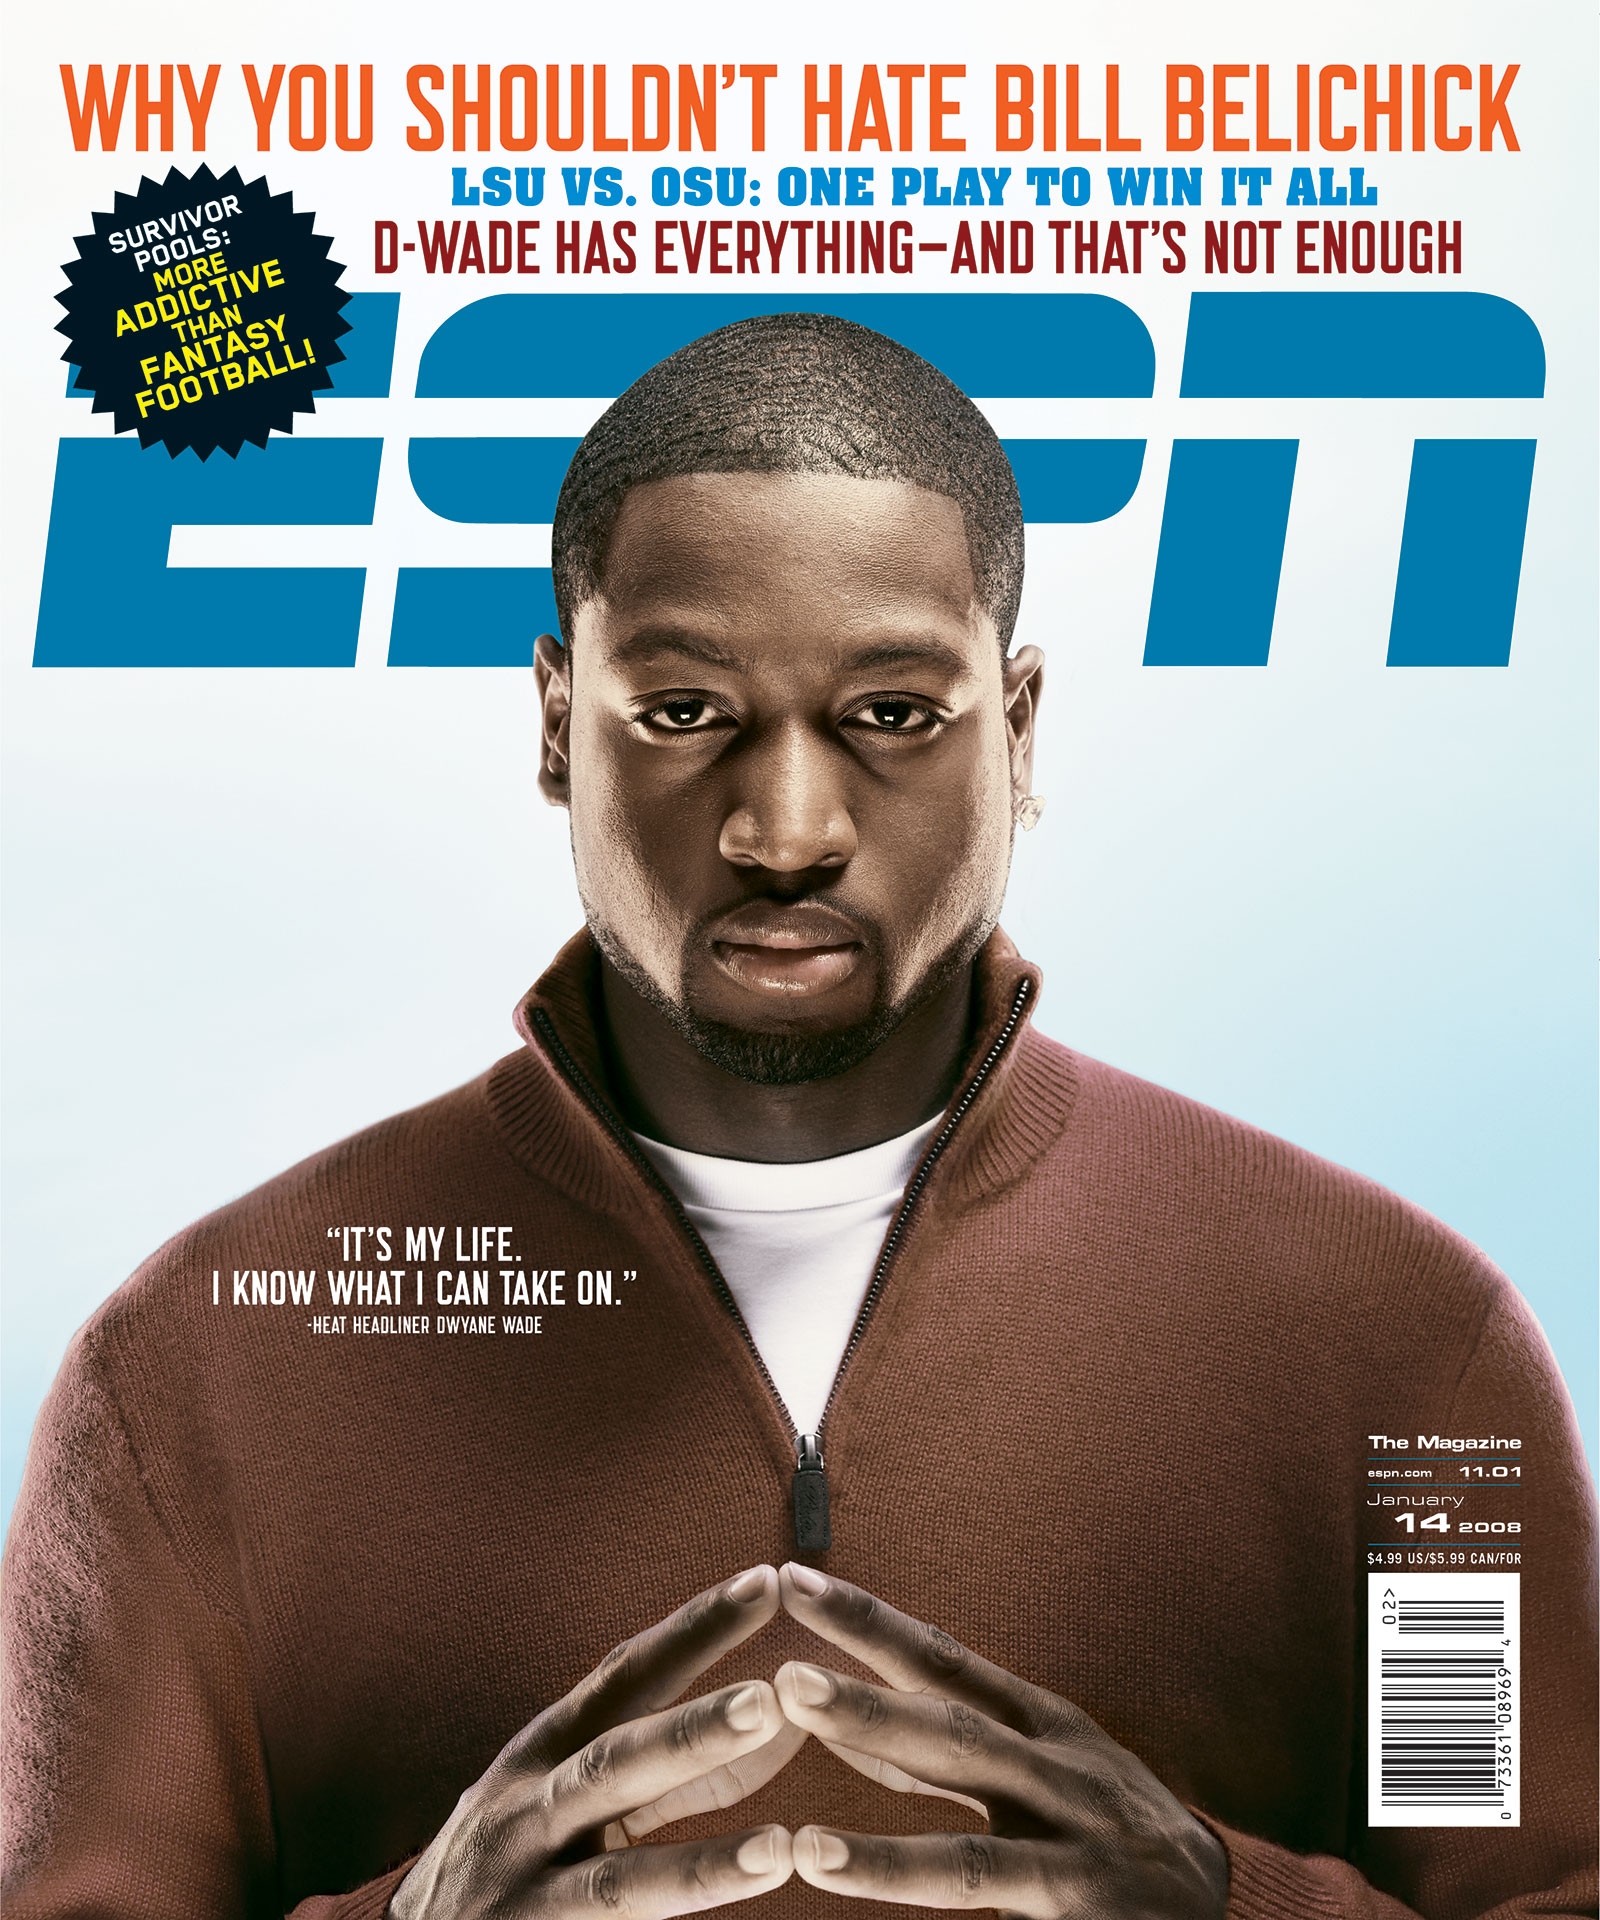 WHY YOU SHOULDN'T HATE BILL BELICHICK
LSU VS. OSU: ONE PLAY TO WIN IT ALL
D-WADE HAS EVERYTHING—AND THAT'S NOT ENOUGH
SURVIVOR
POOLS:
MORE
ADDICTIVE
THAN
FANTASY
FOOTBALL!
ESPN
“IT'S MY LIFE.
I KNOW WHAT I CAN TAKE ON.”
-HEAT HEADLINER DWYANE WADE
The Magazine
espn.com 11.01
January
14 2008
$4.99 US/$5.99 CAN/FOR
02>
0 73361 08969 4